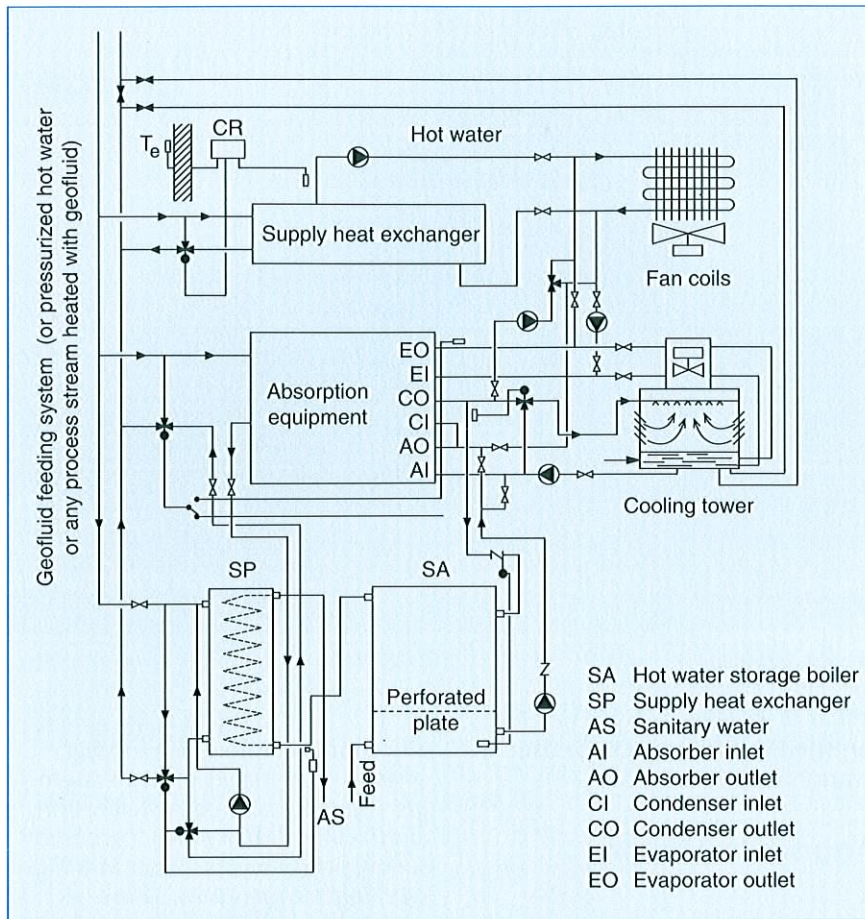 Geofluid feeding system (or pressurized hot water
or any process stream heated with geofluid)
Te
CR
Hot water
Supply heat exchanger
Fan coils
Absorption
equipment
EO
EI
CO
CI
AO
AI
Cooling tower
SP
SA
Perforated
plate
AS
Feed
SA Hot water storage boiler
SP Supply heat exchanger
AS Sanitary water
AI Absorber inlet
AO Absorber outlet
CI Condenser inlet
CO Condenser outlet
EI Evaporator inlet
EO Evaporator outlet